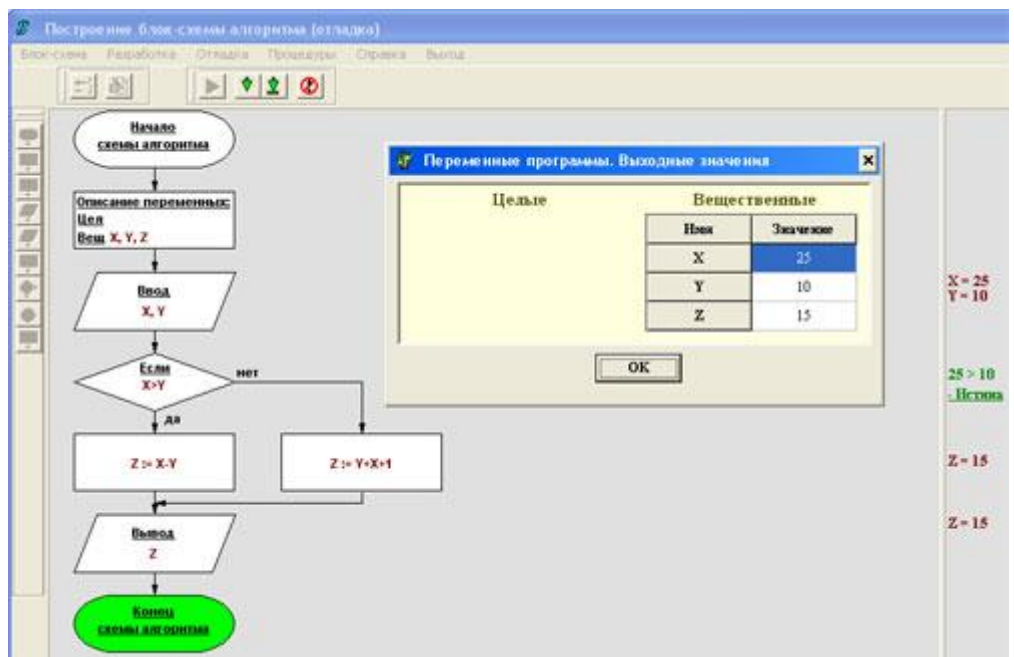 Построение блок-схемы алгоритма (отладка)
Блок-схема Разработка Отладка Процедуры Справка Выход
Начало
схемы алгоритма
Описание переменных:
Цел
Вещ X, Y, Z
Ввод
X, Y
Если
X>Y
нет
да
Z := X-Y
Z := Y+X+1
Вывод
Z
Конец
схемы алгоритма
Переменные программы. Выходные значения
Целые
Вещественные
Имя Значение
X 25
Y 10
Z 15
OK
X = 25
Y = 10
25 > 10
- Истина
Z = 15
Z = 15